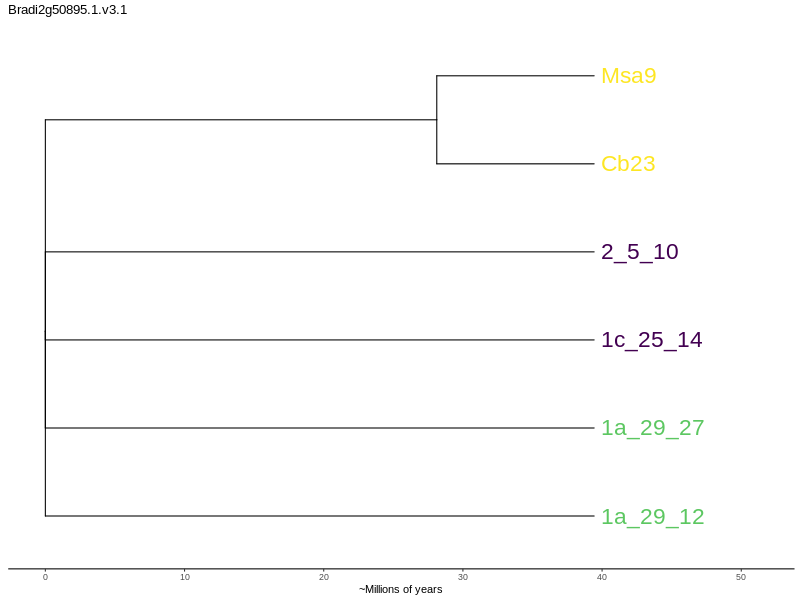 Bradi2g50895.1.v3.1
Msa9
Cb23
2_5_10
1c_25_14
1a_29_27
1a_29_12
0 10 20 30 40 50
~Millions of years